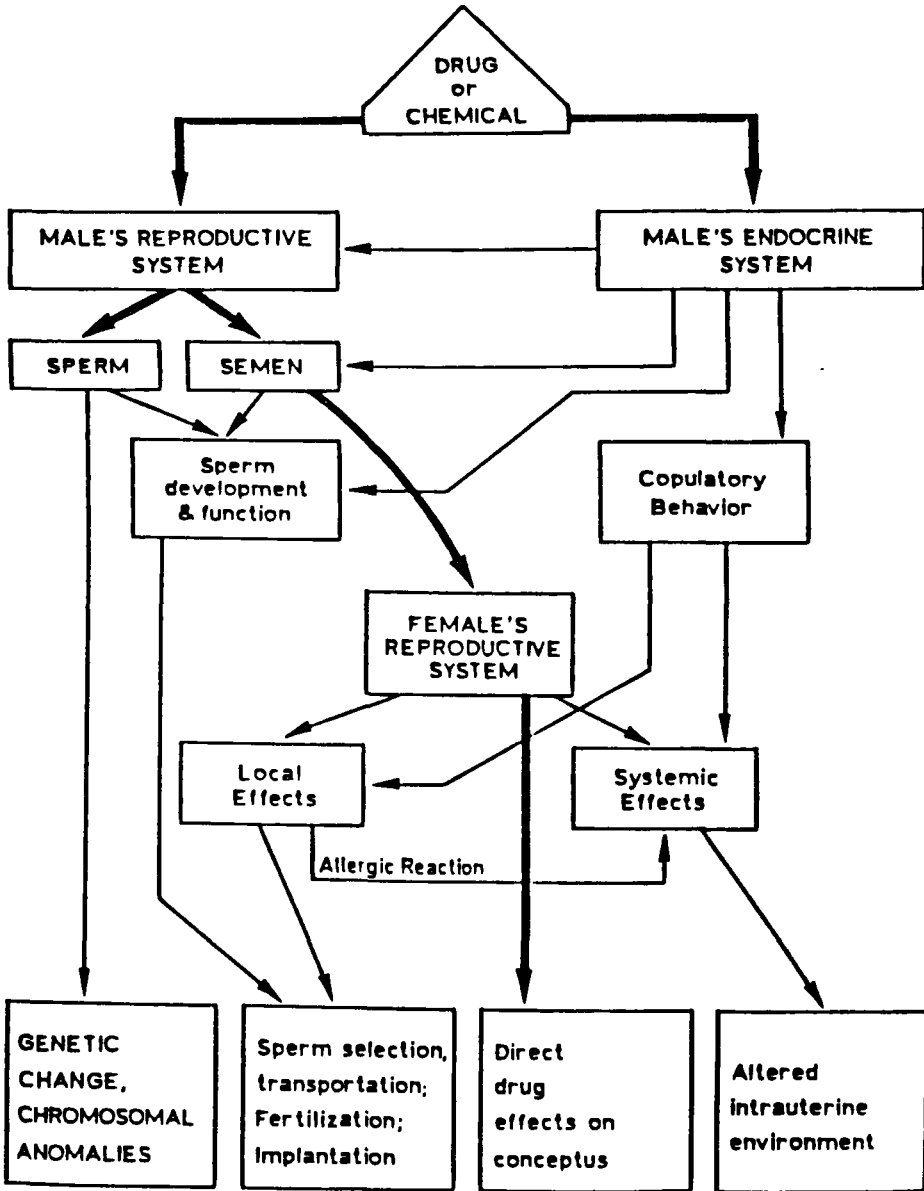 DRUG
or
CHEMICAL
MALE'S REPRODUCTIVE
SYSTEM
MALE'S ENDOCRINE
SYSTEM
SPERM
SEMEN
Sperm
development
& function
Copulatory
Behavior
FEMALE'S
REPRODUCTIVE
SYSTEM
Local
Effects
Systemic
Effects
Allergic Reaction
GENETIC
CHANGE,
CHROMOSOMAL
ANOMALIES
Sperm selection,
transportation;
Fertilization;
Implantation
Direct
drug
effects on
conceptus
Altered
intrauterine
environment